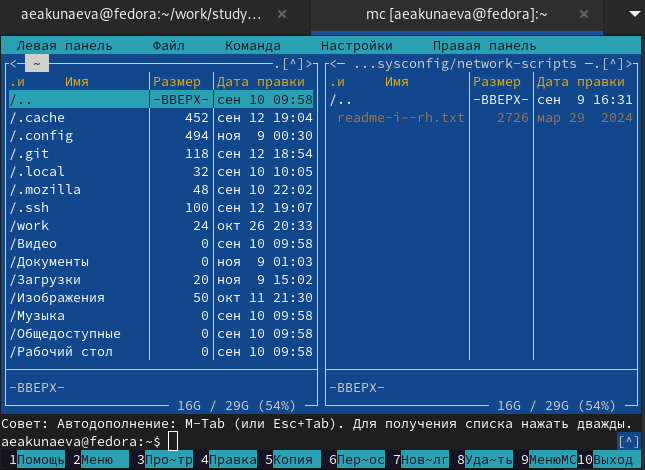 aeakunaeva@fedora:~/work/study... × mc [aeakunaeva@fedora]:~ ×
Левая панель Файл Команда Настройки Правая панель
<— ~ .[^]> <— ...sysconfig/network-scripts —.[^]>
.и Имя Размер Дата правки .и Имя Размер Дата правки
/.. -ВВЕРХ- сен 10 09:58 /.. -ВВЕРХ- сен 9 16:31
/.cache 452 сен 12 19:04 readme-i~-rh.txt 2726 мар 29 2024
/.config 494 ноя 9 00:30
/.git 118 сен 12 18:54
/.local 32 сен 10 10:05
/.mozilla 48 сен 10 22:02
/.ssh 100 сен 12 19:07
/work 24 окт 26 20:33
/Видео 0 сен 10 09:58
/Документы 0 ноя 9 01:03
/Загрузки 20 ноя 9 15:02
/Изображения 50 окт 11 21:30
/Музыка 0 сен 10 09:58
/Общедоступные 0 сен 10 09:58
/Рабочий стол 0 сен 10 09:58
-ВВЕРХ- -ВВЕРХ-
16G / 29G (54%) 16G / 29G (54%)
Совет: Автодополнение: M-Tab (или Esc+Tab). Для получения списка нажать дважды.
aeakunaeva@fedora:~$ [^]
1Помощь 2Меню 3Про~тр 4Правка 5Копия 6Пер~ос 7Нов~лг 8Уда~ть 9МенюMC 10Выход